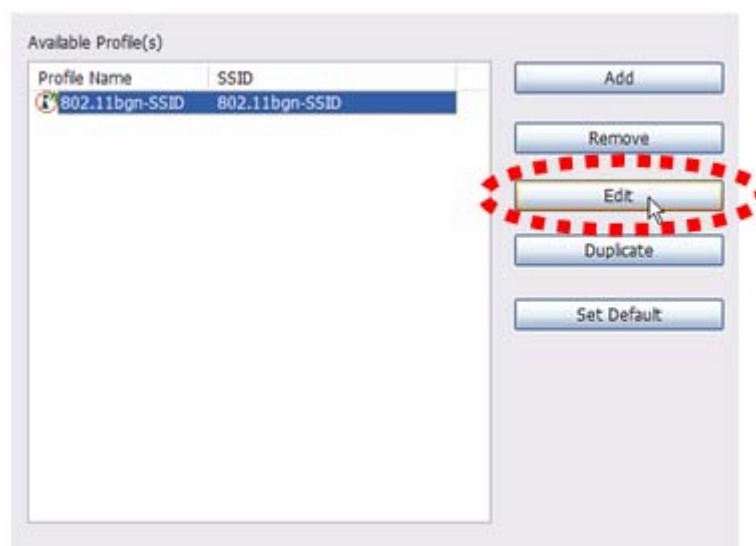 Available Profile(s)
Profile Name SSID
802.11bgn-SSID 802.11bgn-SSID
Add
Remove
Edit
Duplicate
Set Default